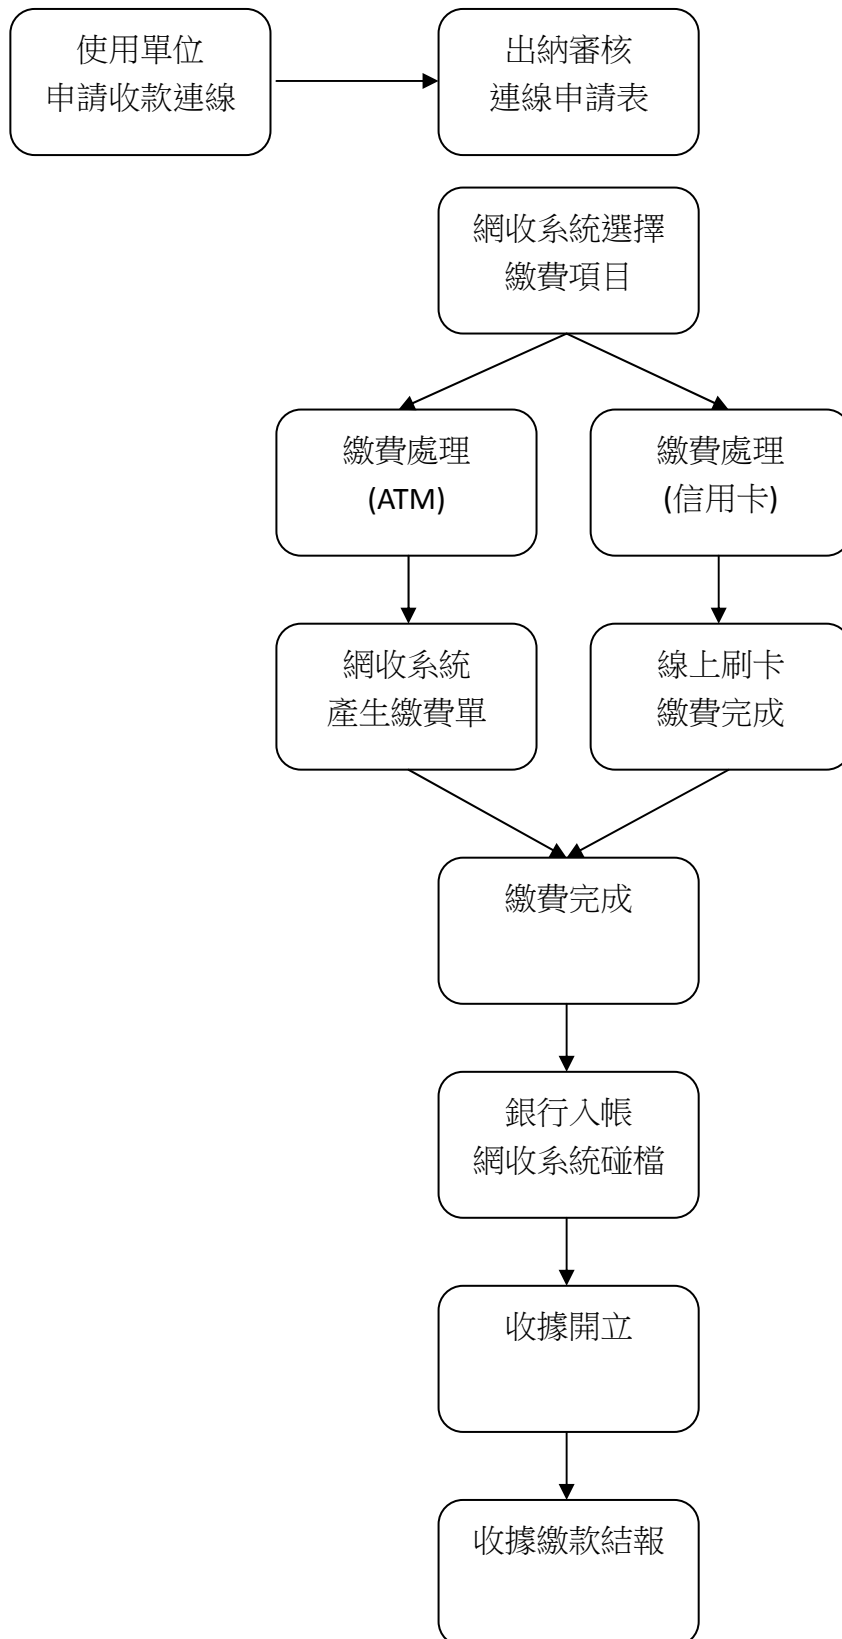 使用單位
申請收款連線
出納審核
連線申請表
網收系統選擇
繳費項目
繳費處理
(ATM)
繳費處理
(信用卡)
網收系統
產生繳費單
線上刷卡
繳費完成
繳費完成
銀行入帳
網收系統碰檔
收據開立
收據繳款結報